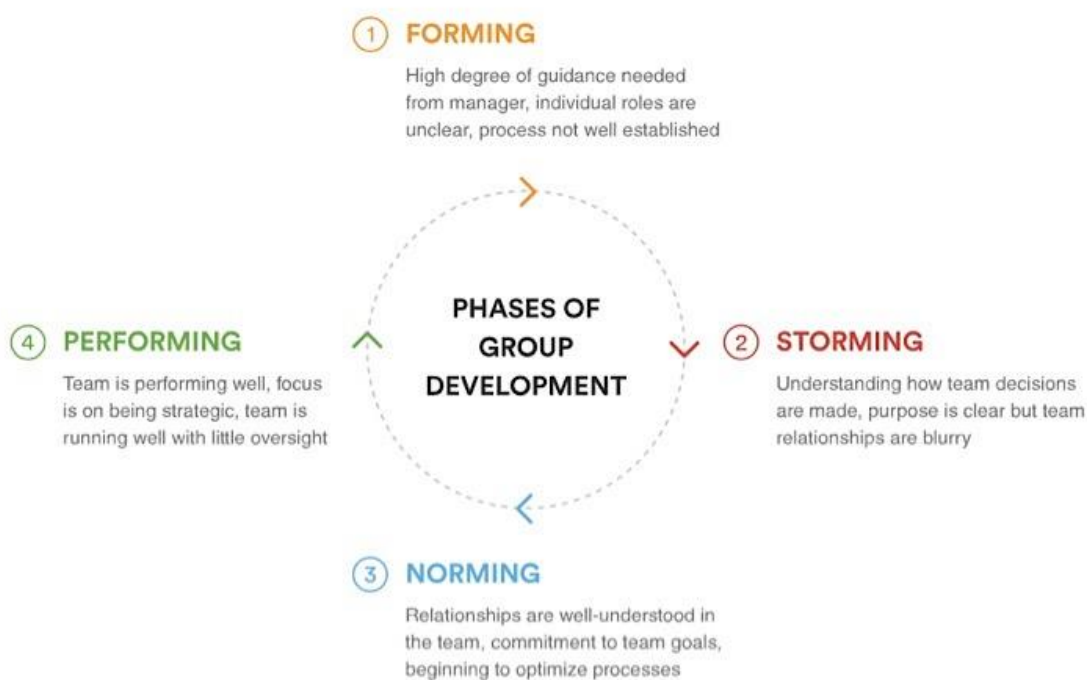 1 FORMING
High degree of guidance needed
from manager, individual roles are
unclear, process not well established
PHASES OF
GROUP
DEVELOPMENT
2 STORMING
Understanding how team decisions
are made, purpose is clear but team
relationships are blurry
3 NORMING
Relationships are well-understood in
the team, commitment to team goals,
beginning to optimize processes
4 PERFORMING
Team is performing well, focus
is on being strategic, team is
running well with little oversight